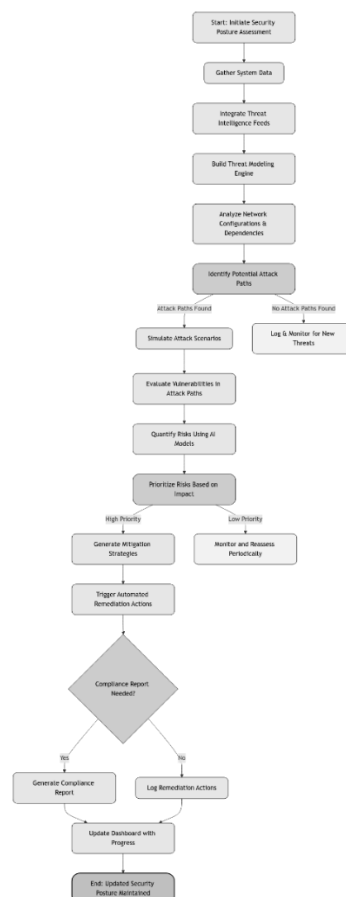 Start: Initiate Security
Posture Assessment
Gather System Data
Integrate Threat
Intelligence Feeds
Build Threat Modeling
Engine
Analyze Network
Configurations &
Dependencies
Identify Potential Attack
Paths
Attack Paths Found
No Attack Paths Found
Simulate Attack Scenarios
Log & Monitor for New
Threats
Evaluate Vulnerabilities in
Attack Paths
Quantify Risks Using AI
Models
Prioritize Risks Based on
Impact
High Priority
Low Priority
Generate Mitigation
Strategies
Monitor and Reassess
Periodically
Trigger Automated
Remediation Actions
Compliance Report
Needed?
Yes
No
Generate Compliance
Report
Log Remediation Actions
Update Dashboard with
Progress
End: Updated Security
Posture Maintained